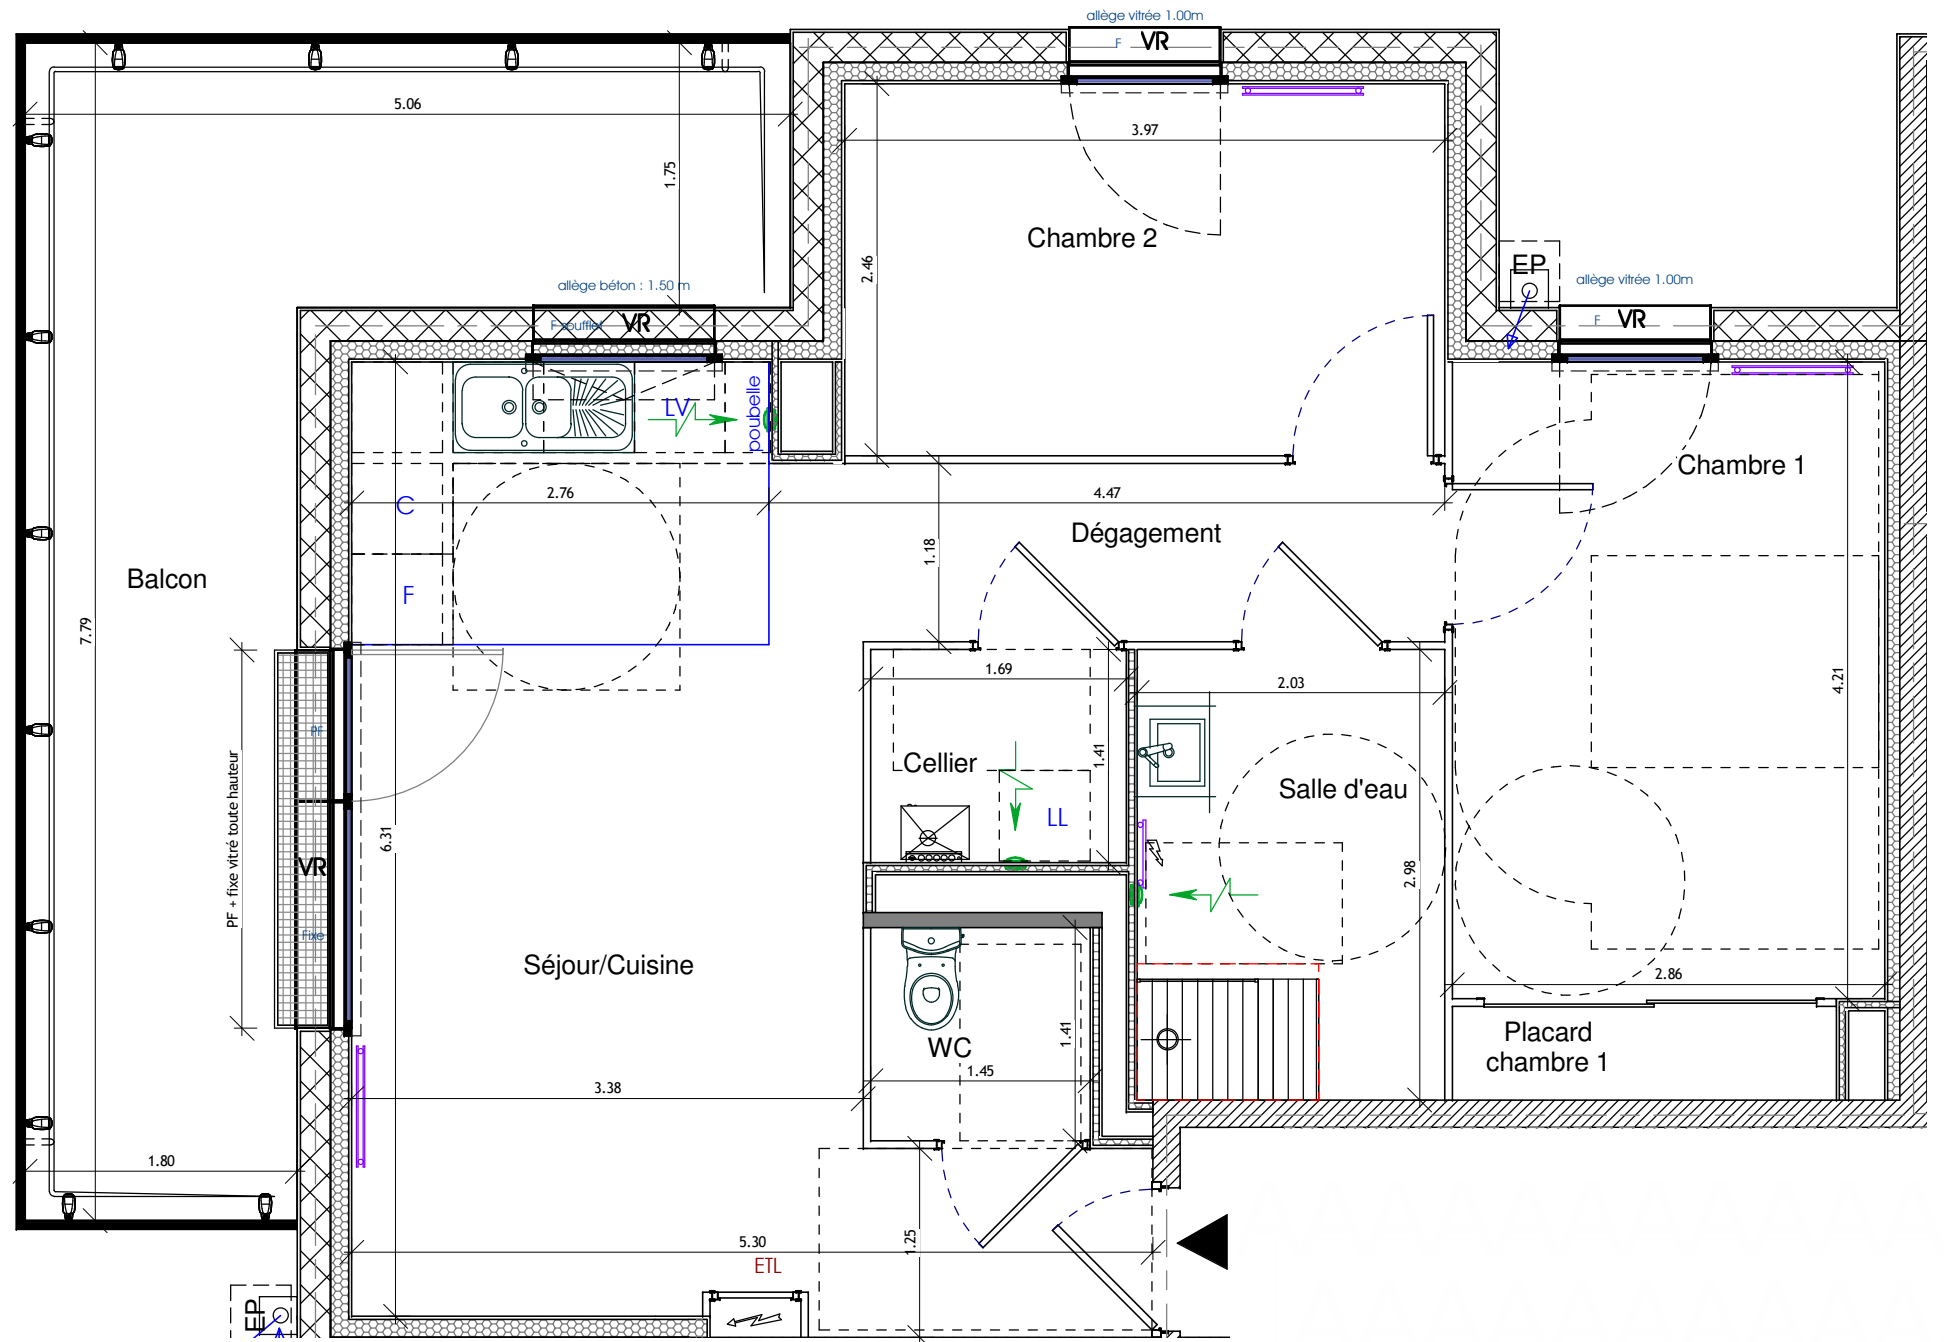 allège vitrée 1.00m
F VR
5.06
3.97
1.75
Chambre 2
2.46
EP
allège vitrée 1.00m
F VR
allège béton : 1.50 m
F soufflet VR
LV
poubelle
Chambre 1
C
2.76
4.47
Dégagement
1.18
F
Balcon
7.79
1.69
2.03
4.21
PF
PF + fixe vitré toute hauteur
Cellier
1.41
Salle d'eau
LL
6.31
VR
2.98
Fixe
Séjour/Cuisine
2.86
WC
1.41
Placard
chambre 1
1.45
3.38
1.80
5.30
1.25
ETL
EP